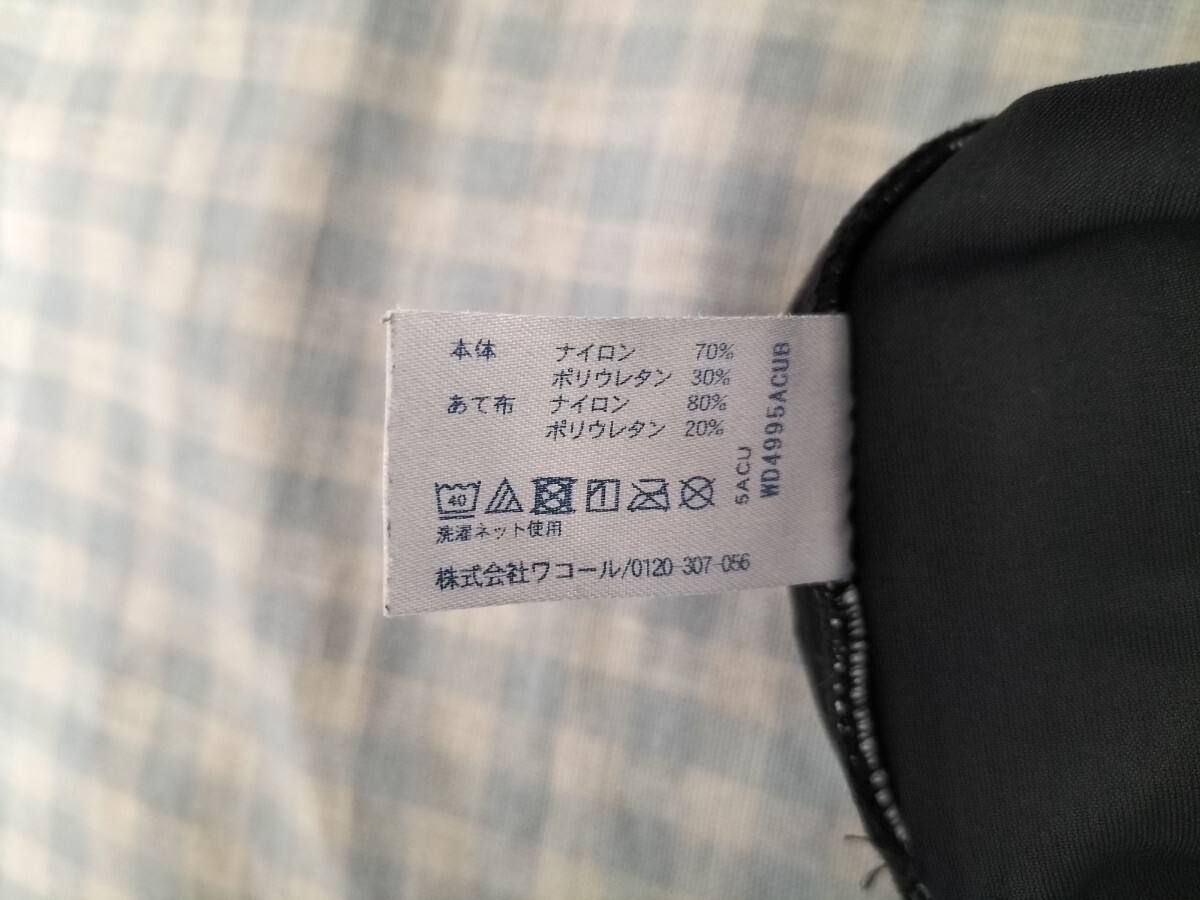 本体 ナイロン 70%
ポリウレタン 30%
あて布 ナイロン 80%
ポリウレタン 20%
40
洗濯ネット使用
株式会社ワコール/0120-307-056
5ACU
WD4995ACUB